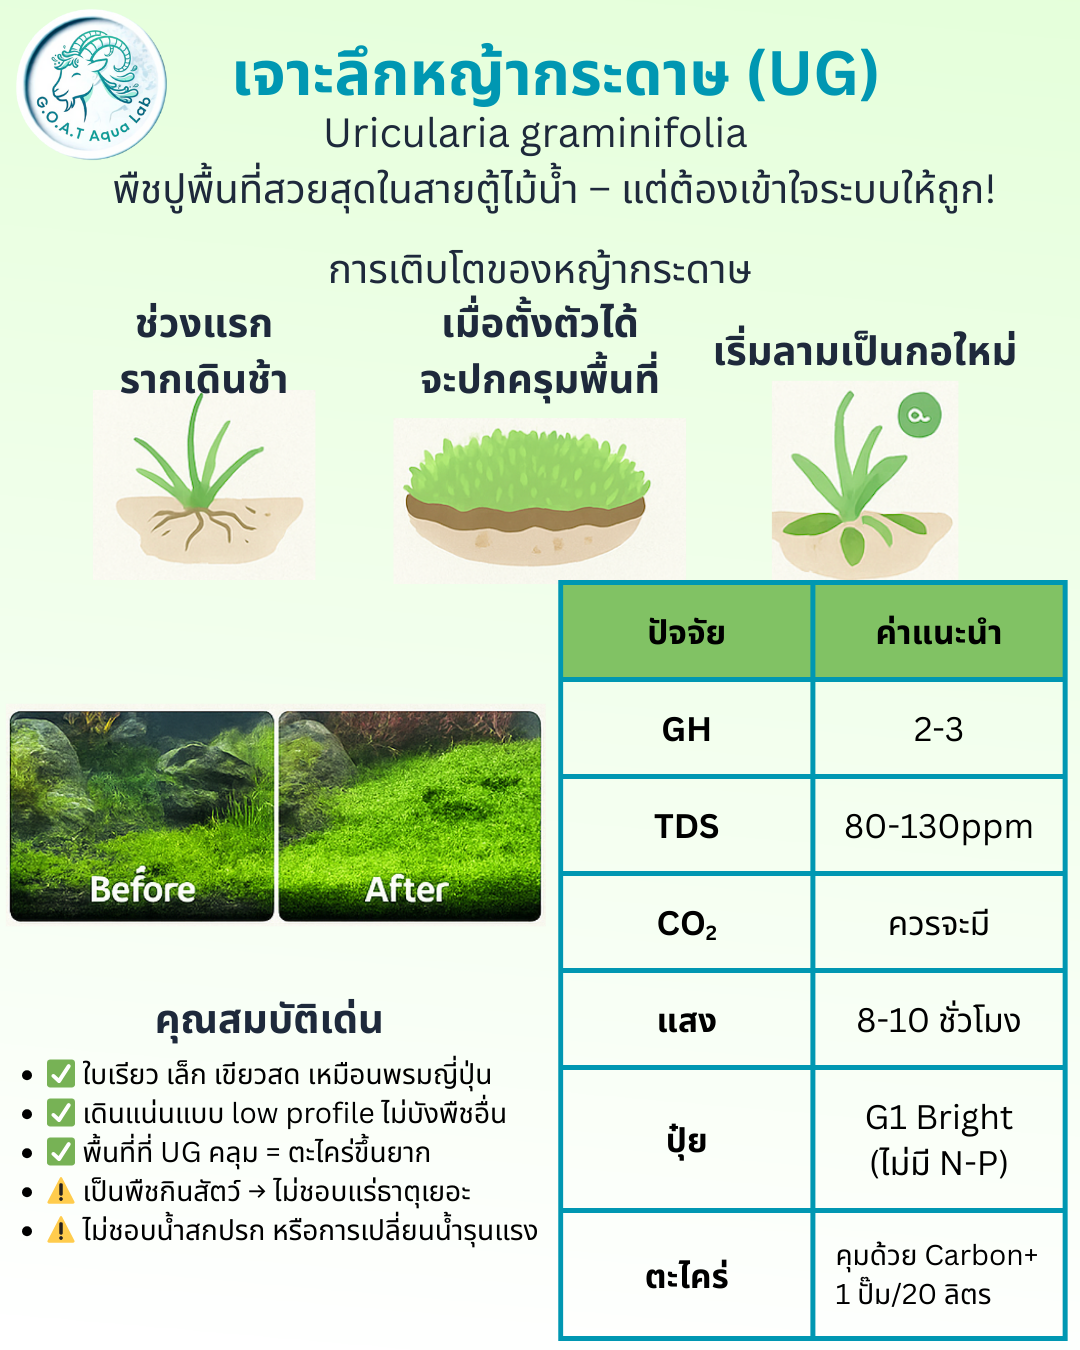 G.O.A.T Aqua Lab
เจาะลึกหญ้ากระดาษ (UG)
Uricularia graminifolia
พืชปูพื้นที่สวยสุดในสายตู้ไม้น้ำ – แต่ต้องเข้าใจระบบให้ถูก!
การเติบโตของหญ้ากระดาษ
ช่วงแรก
รากเดินช้า
เมื่อตั้งตัวได้
จะปกครุมพื้นที่
เริ่มลามเป็นกอใหม่
Before
After
คุณสมบัติเด่น
• ✅ ใบเรียว เล็ก เขียวสด เหมือนพรมญี่ปุ่น
• ✅ เดินแน่นแบบ low profile ไม่บังพืชอื่น
• ✅ พื้นที่ที่ UG คลุม = ตะไคร่ขึ้นยาก
• ⚠️ เป็นพืชกินสัตว์ → ไม่ชอบแร่ธาตุเยอะ
• ⚠️ ไม่ชอบน้ำสกปรก หรือการเปลี่ยนน้ำรุนแรง
ปัจจัย ค่าแนะนำ
GH 2-3
TDS 80-130ppm
CO₂ ควรจะมี
แสง 8-10 ชั่วโมง
ปุ๋ย G1 Bright
(ไม่มี N-P)
ตะไคร่ คุมด้วย Carbon+
1 ปั๊ม/20 ลิตร